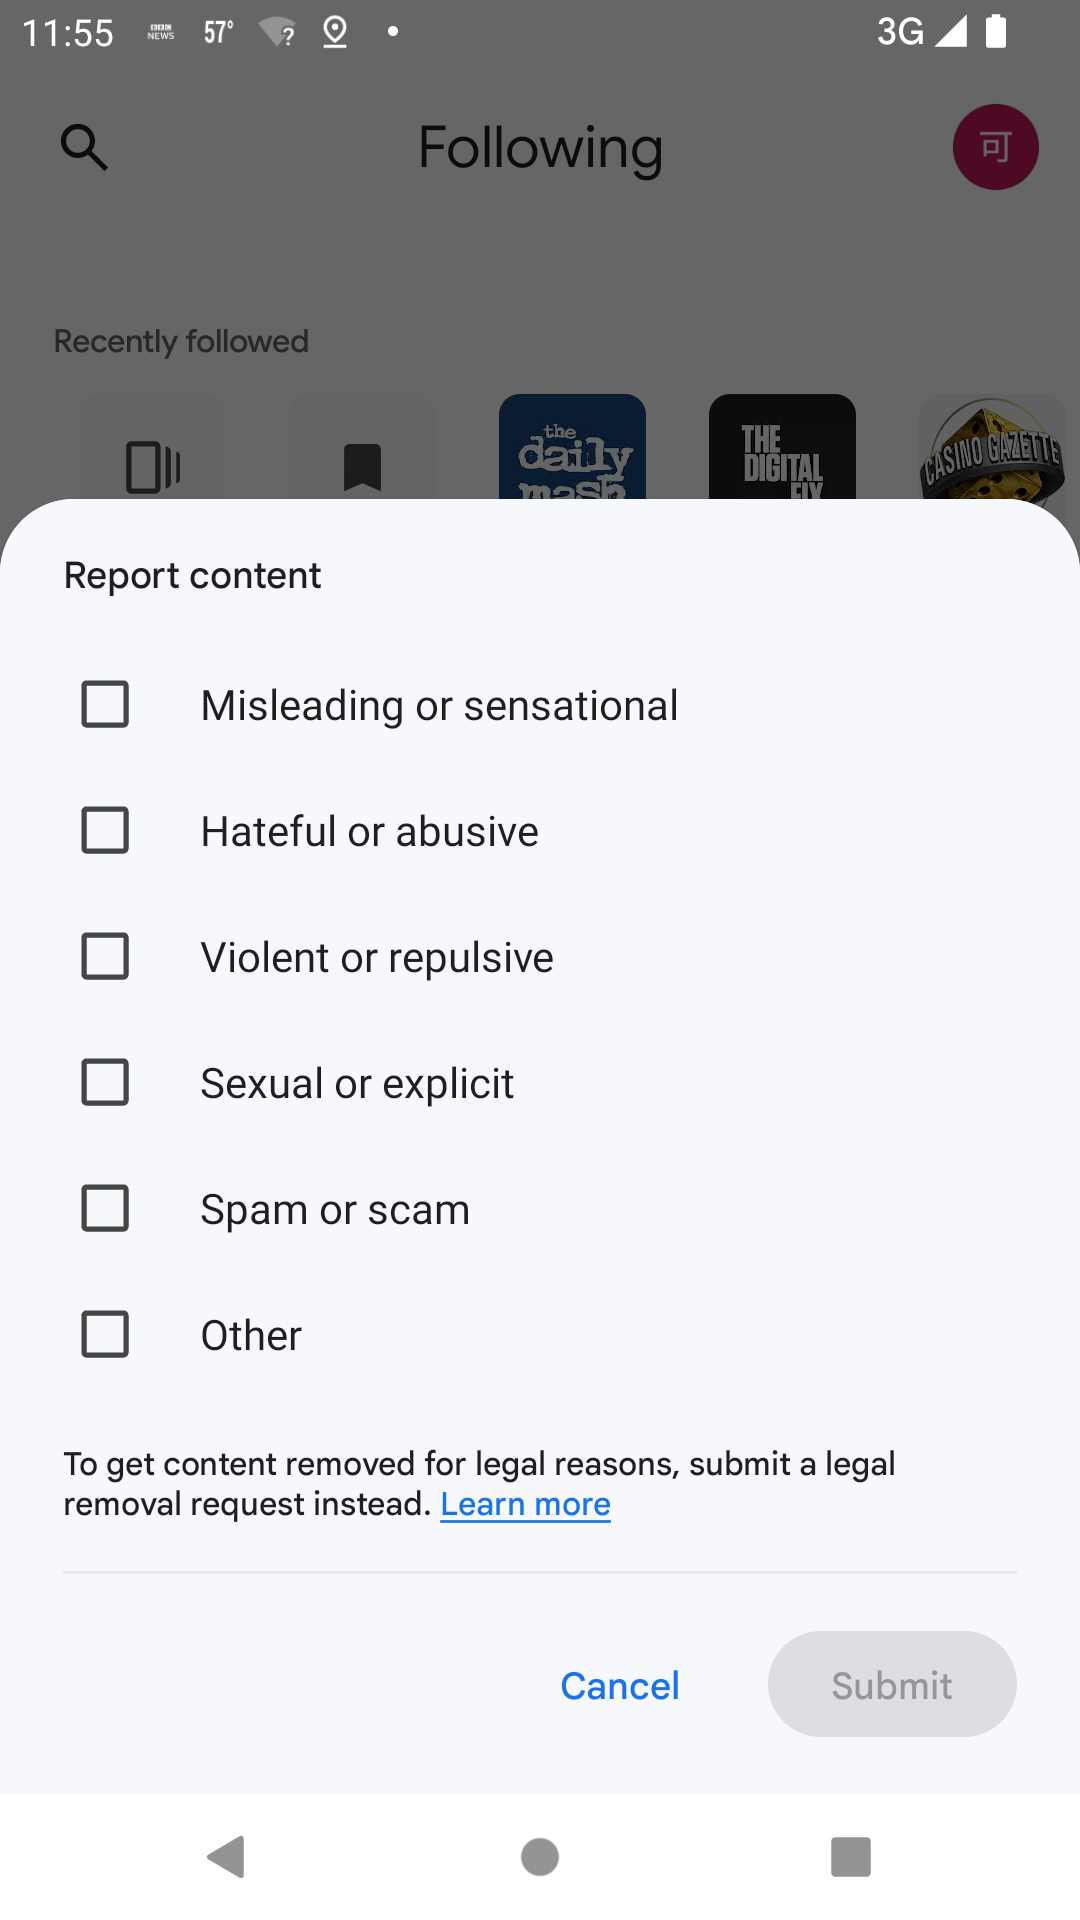 11:55 BBC NEWS 57° ? 3G
Following
可
Recently followed
the daily mash
THE DIGITAL FIX
CASINO GAZETTE
Report content
Misleading or sensational
Hateful or abusive
Violent or repulsive
Sexual or explicit
Spam or scam
Other
To get content removed for legal reasons, submit a legal
removal request instead. Learn more
Cancel
Submit